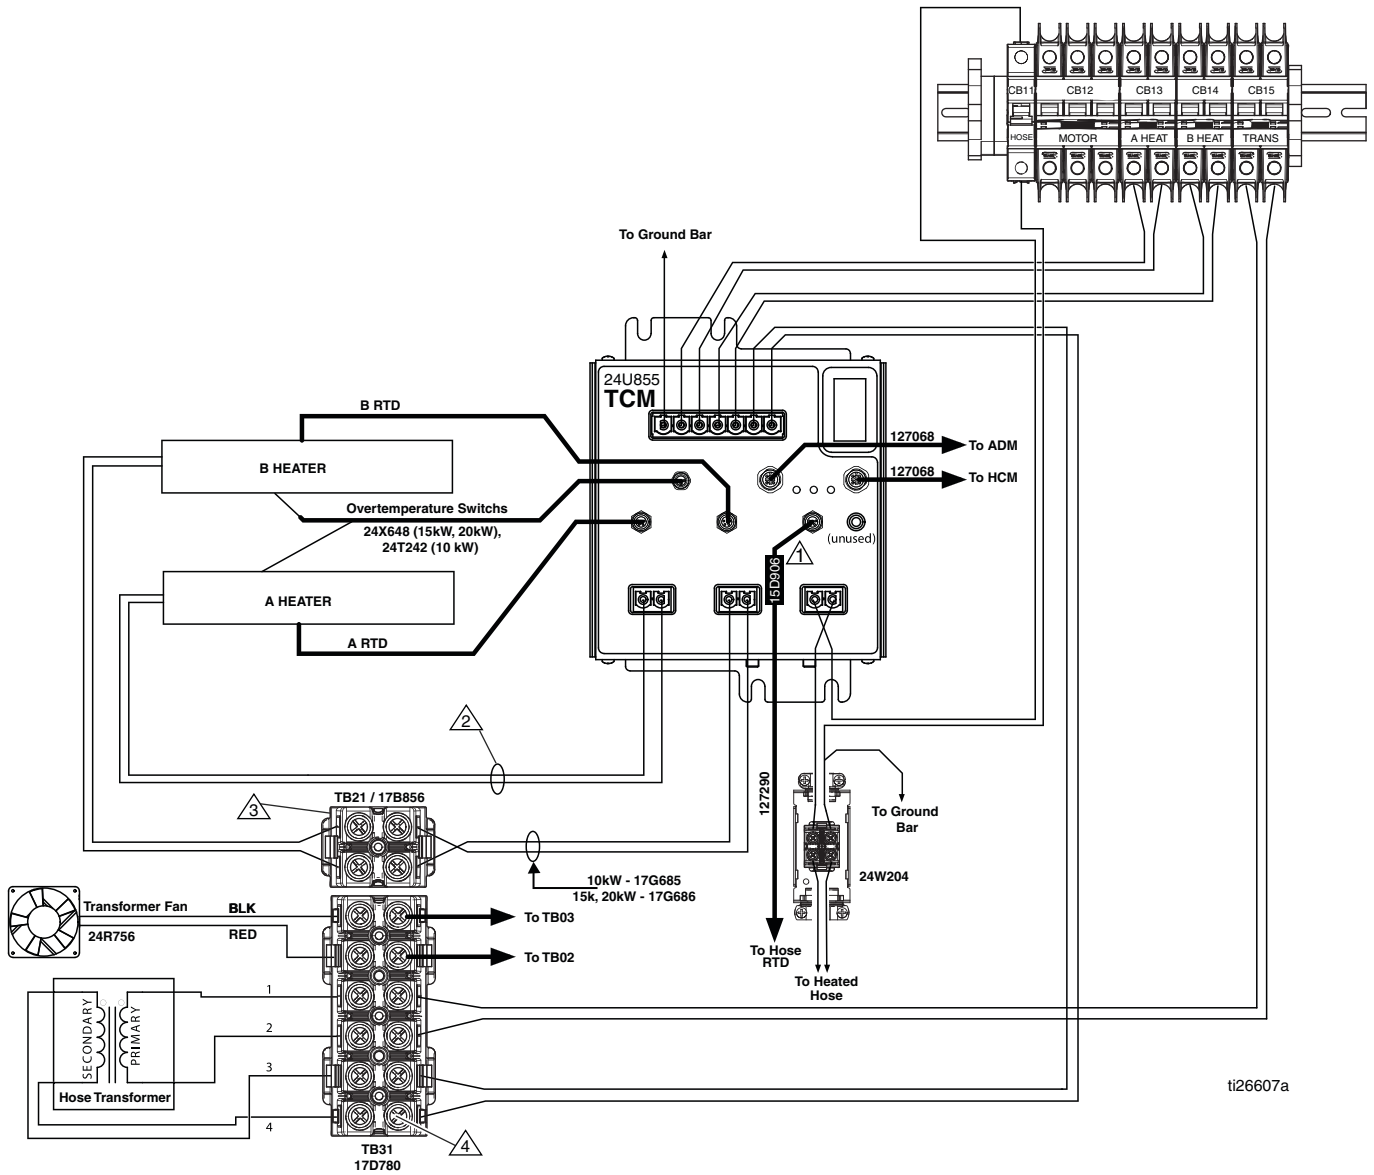 CB11
CB12
CB13
CB14
CB15
HOSE
MOTOR
A HEAT
B HEAT
TRANS
To Ground Bar
24U855
TCM
B RTD
127068
To ADM
B HEATER
127068
To HCM
Overtemperature Switchs
24X648 (15kW, 20kW),
24T242 (10 kW)
(unused)
1
15D906
A HEATER
A RTD
2
3
TB21 / 17B856
127290
To Ground
Bar
10kW - 17G685
15k, 20kW - 17G686
24W204
Transformer Fan
BLK
To TB03
24R756
RED
To TB02
To Hose
RTD
To Heated
Hose
1
2
3
4
SECONDARY
PRIMARY
Hose Transformer
ti26607a
TB31
17D780
4